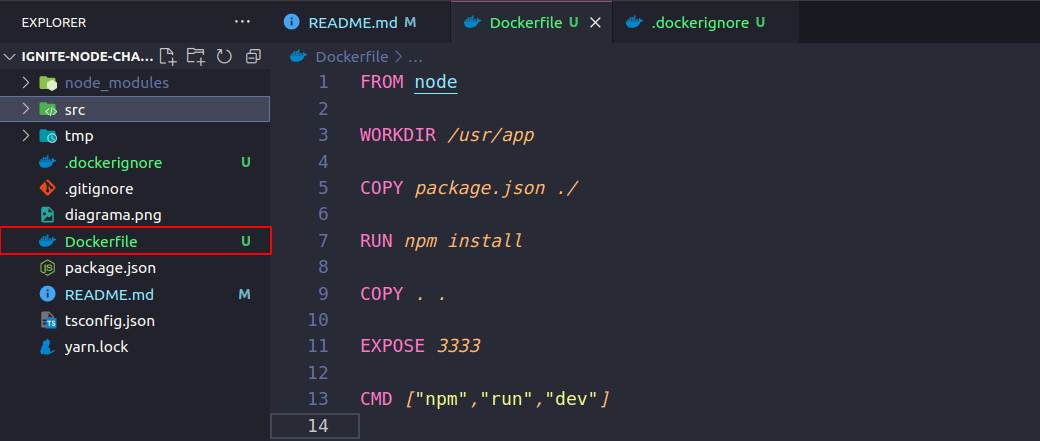 EXPLORER ...
README.md M Dockerfile U .dockerignore U
IGNITE-NODE-CHA...
Dockerfile > ...
node_modules
src
tmp
.dockerignore U
.gitignore
diagrama.png
Dockerfile U
package.json
README.md M
tsconfig.json
yarn.lock
1 FROM node
2
3 WORKDIR /usr/app
4
5 COPY package.json ./
6
7 RUN npm install
8
9 COPY . .
10
11 EXPOSE 3333
12
13 CMD ["npm","run","dev"]
14